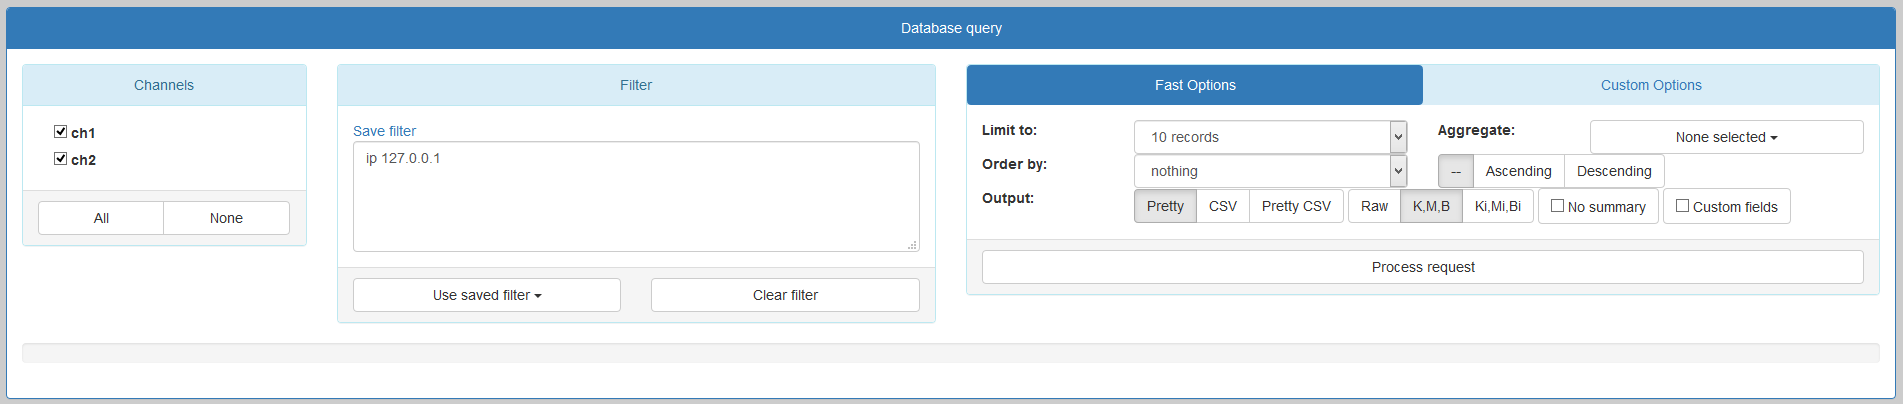 Database query
Channels
ch1
ch2
All None
Filter
Save filter
ip 127.0.0.1
Use saved filter Clear filter
Fast Options Custom Options
Limit to: 10 records Aggregate: None selected
Order by: nothing -- Ascending Descending
Output: Pretty CSV Pretty CSV Raw K,M,B Ki,Mi,Bi No summary Custom fields
Process request